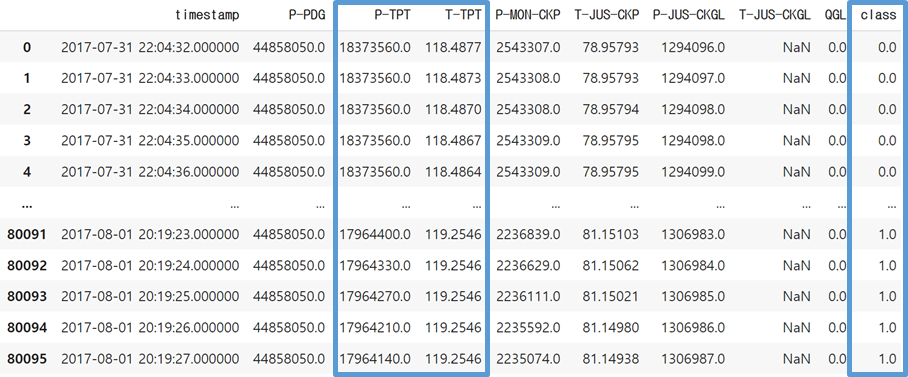 timestamp P-PDG P-TPT T-TPT P-MON-CKP T-JUS-CKP P-JUS-CKGL T-JUS-CKGL QGL class
0 2017-07-31 22:04:32.000000 44858050.0 18373560.0 118.4877 2543307.0 78.95793 1294096.0 NaN 0.0 0.0
1 2017-07-31 22:04:33.000000 44858050.0 18373560.0 118.4873 2543308.0 78.95793 1294097.0 NaN 0.0 0.0
2 2017-07-31 22:04:34.000000 44858050.0 18373560.0 118.4870 2543308.0 78.95794 1294098.0 NaN 0.0 0.0
3 2017-07-31 22:04:35.000000 44858050.0 18373560.0 118.4867 2543309.0 78.95795 1294098.0 NaN 0.0 0.0
4 2017-07-31 22:04:36.000000 44858050.0 18373560.0 118.4864 2543309.0 78.95795 1294099.0 NaN 0.0 0.0
... ... ... ... ... ... ... ... ... ... ...
80091 2017-08-01 20:19:23.000000 44858050.0 17964400.0 119.2546 2236839.0 81.15103 1306983.0 NaN 0.0 1.0
80092 2017-08-01 20:19:24.000000 44858050.0 17964330.0 119.2546 2236629.0 81.15062 1306984.0 NaN 0.0 1.0
80093 2017-08-01 20:19:25.000000 44858050.0 17964270.0 119.2546 2236111.0 81.15021 1306985.0 NaN 0.0 1.0
80094 2017-08-01 20:19:26.000000 44858050.0 17964210.0 119.2546 2235592.0 81.14980 1306986.0 NaN 0.0 1.0
80095 2017-08-01 20:19:27.000000 44858050.0 17964140.0 119.2546 2235074.0 81.14938 1306987.0 NaN 0.0 1.0